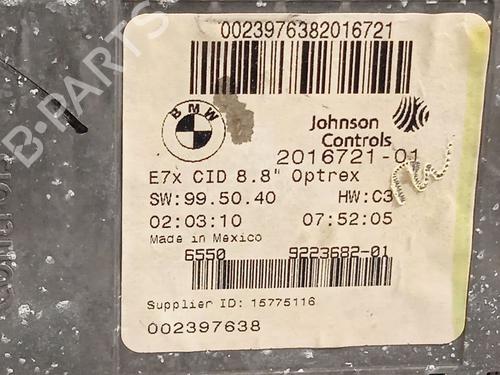 0023976382016721
BMW
Johnson
Controls
2016721-01
E7x CID 8.8" Optrex
SW:99.50.40 HW:C3
02:03:10 07:52:05
Made in Mexico
6550 9223682-01
Supplier ID: 15775116
002397638
B-PARTS